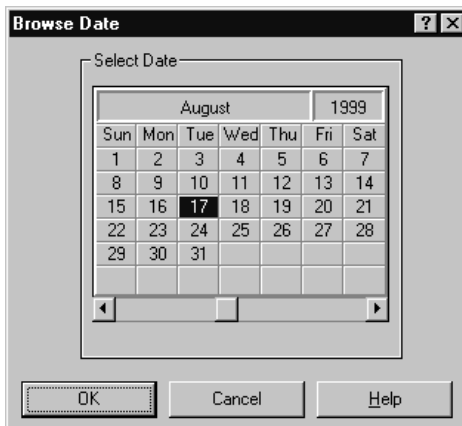 Browse Date ? ×
Select Date
August 1999
Sun Mon Tue Wed Thu Fri Sat
1 2 3 4 5 6 7
8 9 10 11 12 13 14
15 16 17 18 19 20 21
22 23 24 25 26 27 28
29 30 31
OK Cancel Help